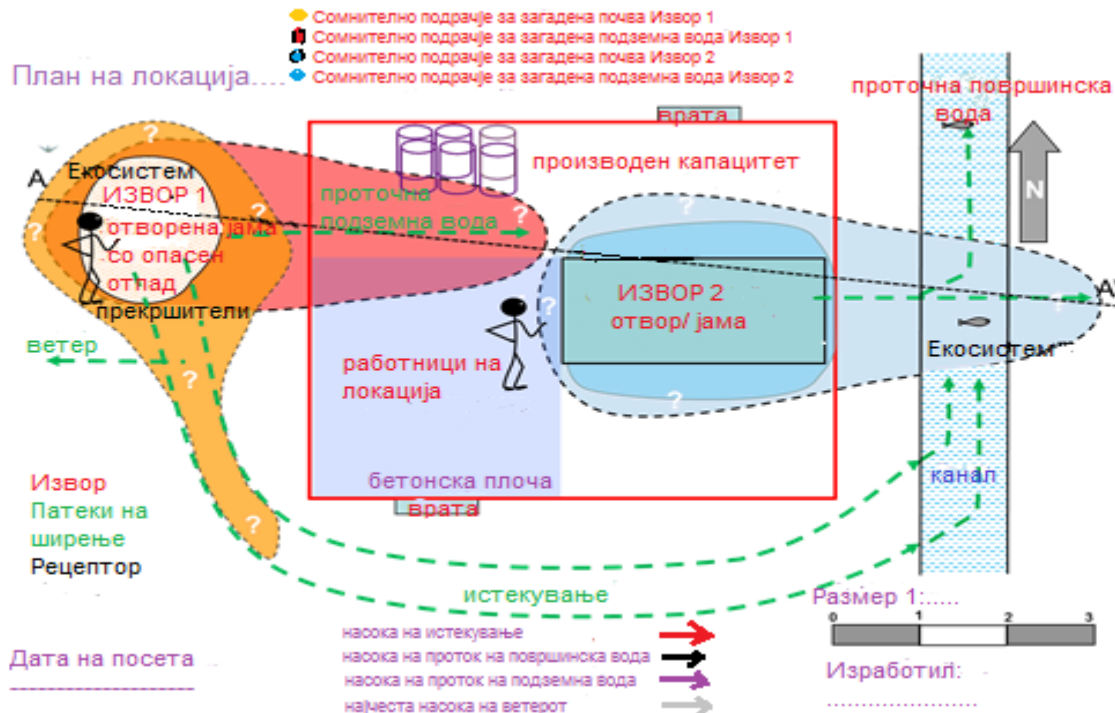 Сомнително подрачје за загадена почва Извор 1
Сомнително подрачје за загадена подземна вода Извор 1
Сомнително подрачје за загадена почва Извор 2
Сомнително подрачје за загадена подземна вода Извор 2
План на локација.....
проточна површинска
вода
врата
производен капацитет
N
A
Екосистем
ИЗВОР 1
отворена јама
со опасен
отпад
прекршители
проточна
подземна вода
ИЗВОР 2
отвор/ јама
A'
Екосистем
ветер
работници на
локација
бетонска плоча
врата
канал
Извор
Патеки на
ширење
Рецептор
истекување
Размер 1:.....
0 1 2 3
насока на истекување
насока на проток на површинска вода
насока на проток на подземна вода
најчеста насока на ветерот
Дата на посета
Изработил:
? ? ? ? ? ? ? ? ? ? ?